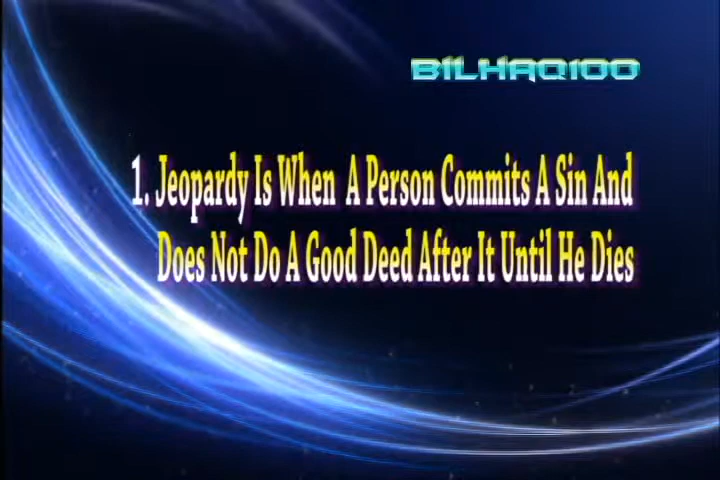 BILHAQ100
1. Jeopardy Is When A Person Commits A Sin And
Does Not Do A Good Deed After It Until He Dies